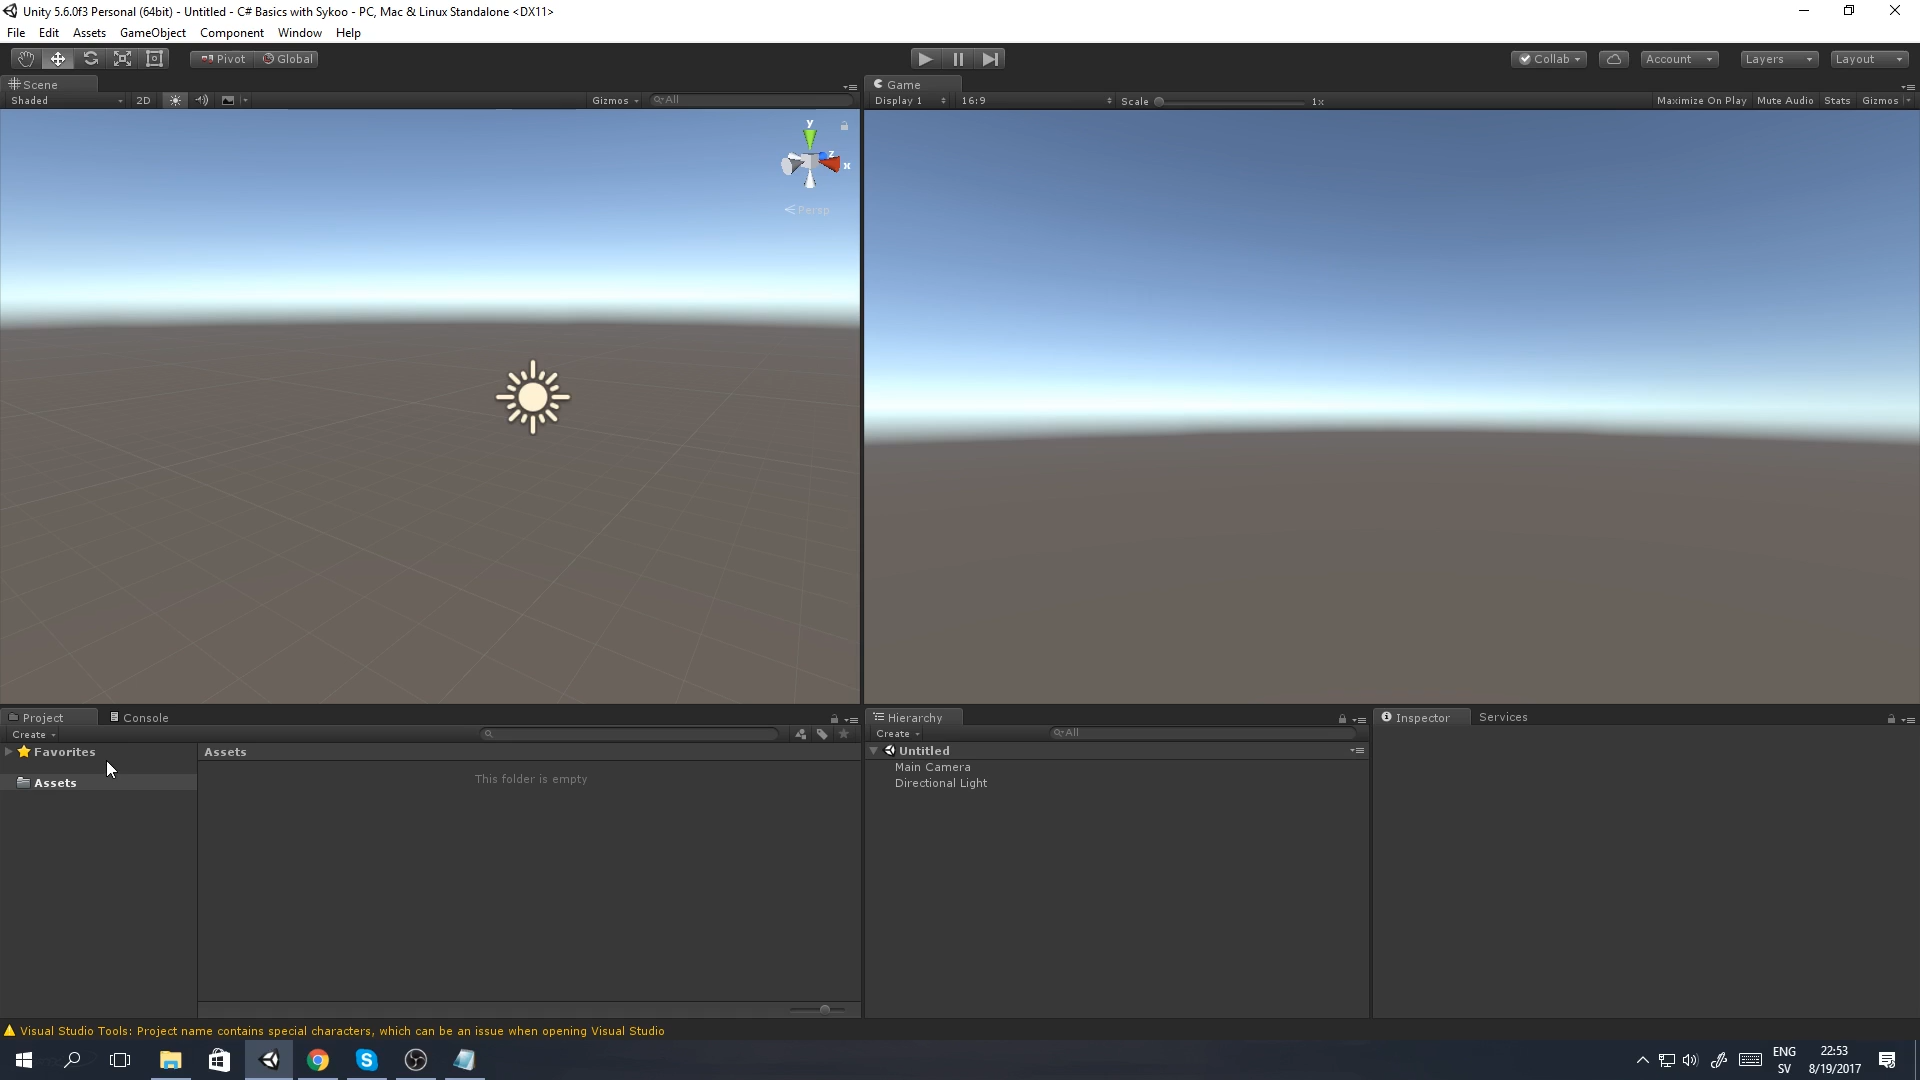 Unity 5.6.0f3 Personal (64bit) - Untitled - C# Basics with Sykoo - PC, Mac & Linux Standalone <DX11>
File Edit Assets GameObject Component Window Help
Pivot Global
Collab Account Layers Layout
Scene
Game
Shaded 2D Gizmos All
Display 1 16:9 Scale 1x Maximize On Play Mute Audio Stats Gizmos
y
z
x
Persp
Project Console
Hierarchy
Inspector Services
Create
Create All
Favorites
Assets
Assets
This folder is empty
Untitled
Main Camera
Directional Light
Visual Studio Tools: Project name contains special characters, which can be an issue when opening Visual Studio
ENG
SV
22:53
8/19/2017